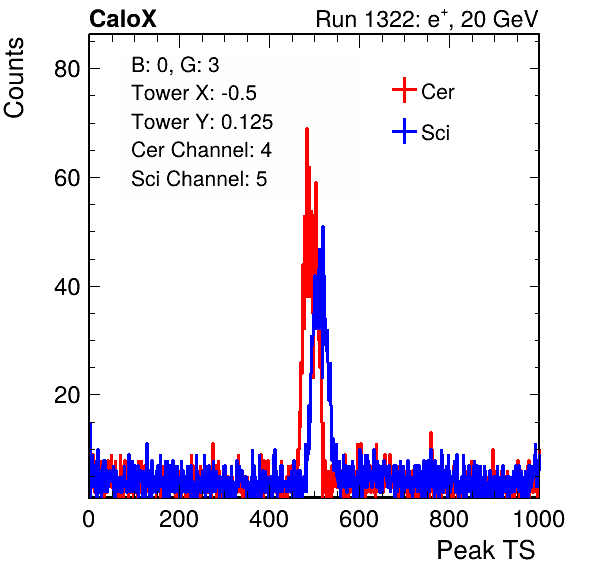 CaloX Run 1322: e+, 20 GeV
B: 0, G: 3
Tower X: -0.5
Tower Y: 0.125
Cer Channel: 4
Sci Channel: 5
Cer
Sci
Counts
80
60
40
20
0 200 400 600 800 1000
Peak TS